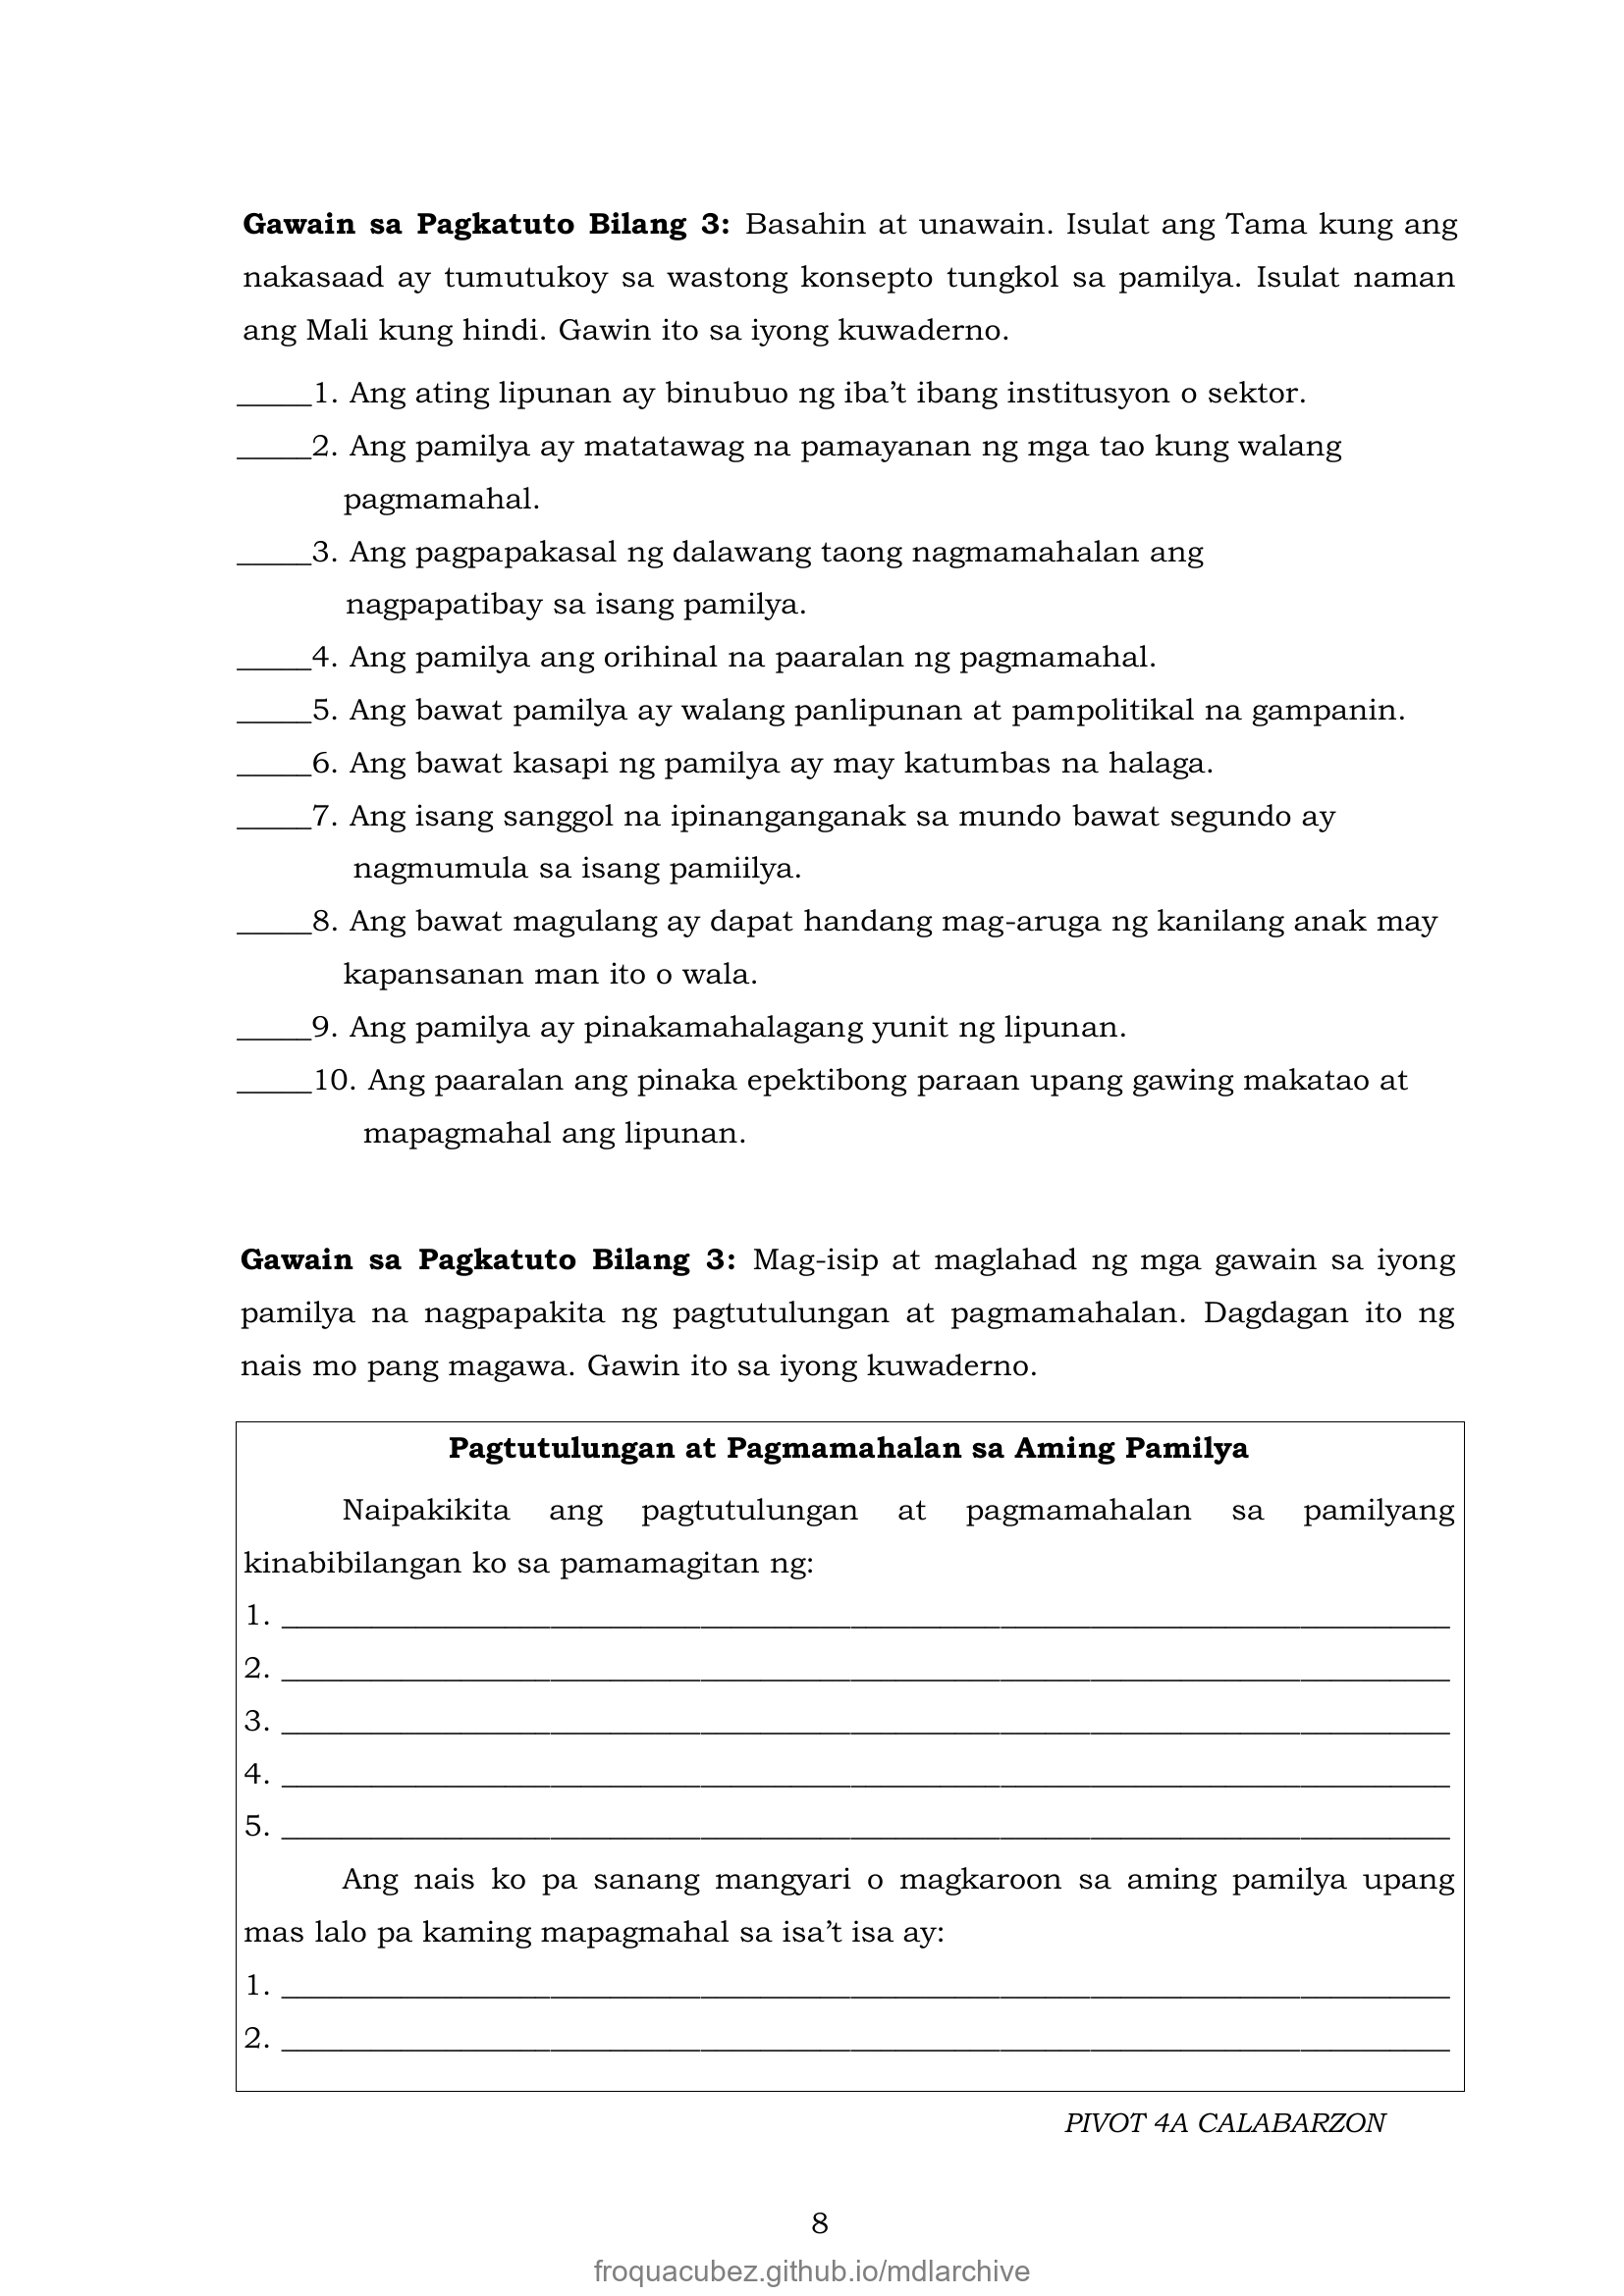 Gawain sa Pagkatuto Bilang 3: Basahin at unawain. Isulat ang Tama kung ang
nakasaad ay tumutukoy sa wastong konsepto tungkol sa pamilya. Isulat naman
ang Mali kung hindi. Gawin ito sa iyong kuwaderno.
_____1. Ang ating lipunan ay binubuo ng iba’t ibang institusyon o sektor.
_____2. Ang pamilya ay matatawag na pamayanan ng mga tao kung walang
pagmamahal.
_____3. Ang pagpapakasal ng dalawang taong nagmamahalan ang
nagpapatibay sa isang pamilya.
_____4. Ang pamilya ang orihinal na paaralan ng pagmamahal.
_____5. Ang bawat pamilya ay walang panlipunan at pampolitikal na gampanin.
_____6. Ang bawat kasapi ng pamilya ay may katumbas na halaga.
_____7. Ang isang sanggol na ipinanganganak sa mundo bawat segundo ay
nagmumula sa isang pamiilya.
_____8. Ang bawat magulang ay dapat handang mag-aruga ng kanilang anak may
kapansanan man ito o wala.
_____9. Ang pamilya ay pinakamahalagang yunit ng lipunan.
_____10. Ang paaralan ang pinaka epektibong paraan upang gawing makatao at
mapagmahal ang lipunan.
Gawain sa Pagkatuto Bilang 3: Mag-isip at maglahad ng mga gawain sa iyong
pamilya na nagpapakita ng pagtutulungan at pagmamahalan. Dagdagan ito ng
nais mo pang magawa. Gawin ito sa iyong kuwaderno.
Pagtutulungan at Pagmamahalan sa Aming Pamilya
Naipakikita ang pagtutulungan at pagmamahalan sa pamilyang
kinabibilangan ko sa pamamagitan ng:
1. ______________________________________________________________________________
2. ______________________________________________________________________________
3. ______________________________________________________________________________
4. ______________________________________________________________________________
5. ______________________________________________________________________________
Ang nais ko pa sanang mangyari o magkaroon sa aming pamilya upang
mas lalo pa kaming mapagmahal sa isa’t isa ay:
1. ______________________________________________________________________________
2. ______________________________________________________________________________
PIVOT 4A CALABARZON
8
froquacubez.github.io/mdlarchive